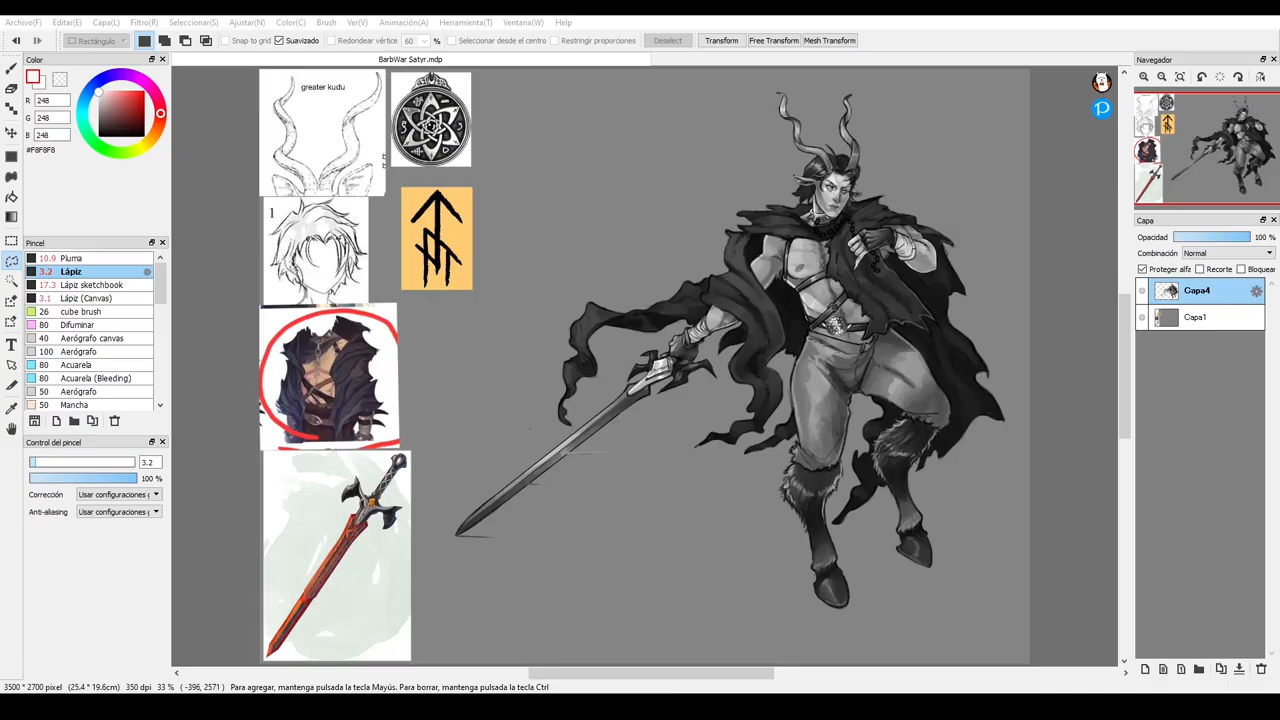 Archivo(F) Editar(E) Capa(L) Filtro(R) Seleccionar(S) Ajustar(N) Color(C) Brush Ver(V) Animación(A) Herramienta(T) Ventana(W) Help
Rectángulo Snap to grid Suavizado Redondear vértice 60 % Seleccionar desde el centro Restringir proporciones Deselect Transform Free Transform Mesh Transform
Color
BarbWar Satyr.mdp
Navegador
R 248
G 248
B 248
#F8F8F8
greater kudu
1
Pincel
10.9 Pluma
3.2 Lápiz
17.3 Lápiz sketchbook
3.1 Lápiz (Canvas)
26 cube brush
80 Difuminar
40 Aerógrafo canvas
100 Aerógrafo
80 Acuarela
80 Acuarela (Bleeding)
50 Aerógrafo
50 Mancha
Control del pincel
3.2
100 %
Corrección Usar configuraciones g
Anti-aliasing Usar configuraciones g
Capa
Opacidad 100 %
Combinación Normal
Proteger alfa Recorte Bloquear
Capa4
Capa1
3500 * 2700 pixel (25.4 * 19.6cm) 350 dpi 33 % ( -396, 2571 ) Para agregar, mantenga pulsada la tecla Mayús. Para borrar, mantenga pulsada la tecla Ctrl